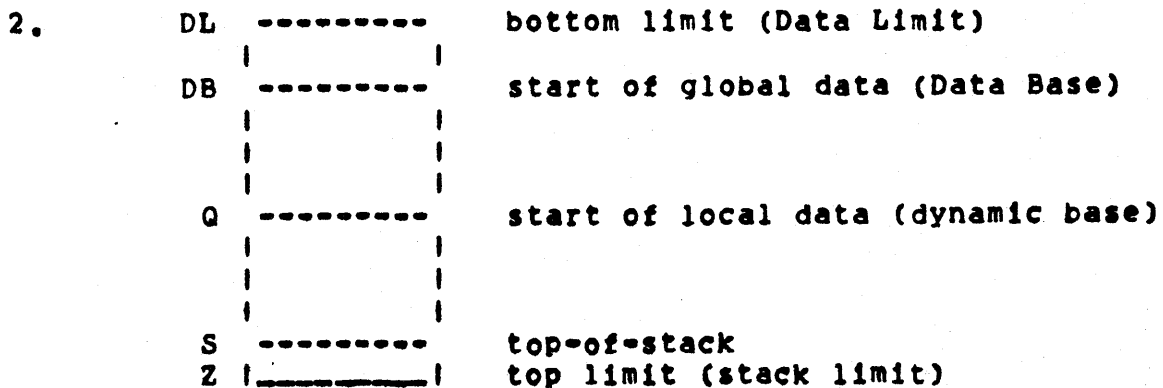 2. DL --------- bottom limit (Data Limit)
DB --------- start of global data (Data Base)
Q --------- start of local data (dynamic base)
S --------- top-of-stack
Z |_________| top limit (stack limit)